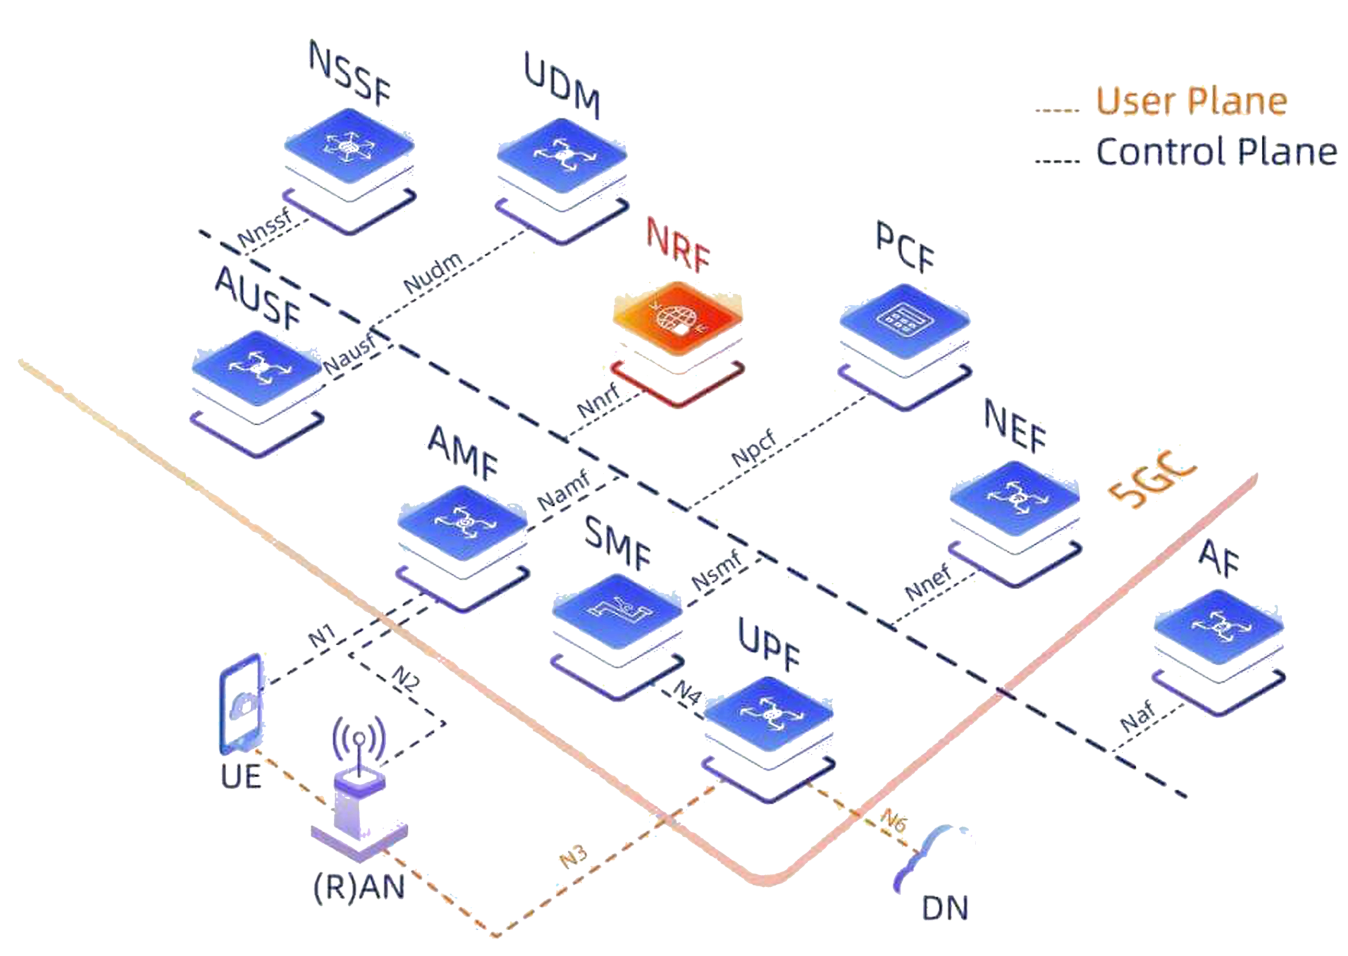 NSSF
UDM
User Plane
Control Plane
Nnssf
NRF
PCF
Nudm
AUSF
Nausf
Nnrf
NEF
AMF
Npcf
5GC
Namf
SMF
AF
Nsmf
Nnef
N1
UPF
N2
N4
Naf
UE
N6
N3
(R)AN
DN